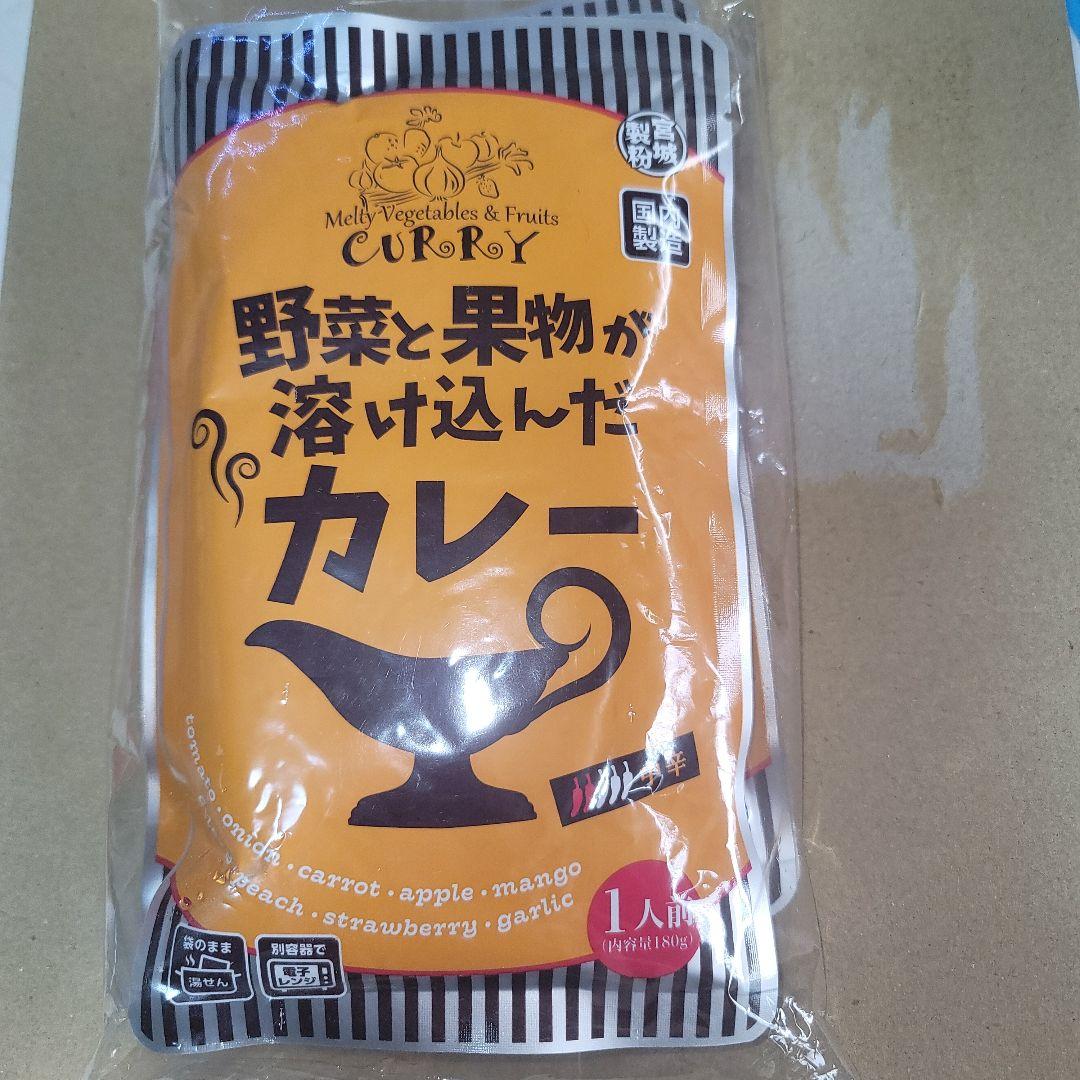 Melty Vegetables & Fruits
CURRY
宮城
製粉
国内
製造
野菜と果物が
溶け込んだ
カレー
中辛
tomato・onion・carrot・apple・mango
peach・strawberry・garlic
1人前
(内容量180g)
袋のまま
湯せん
別容器で
電子
レンジ